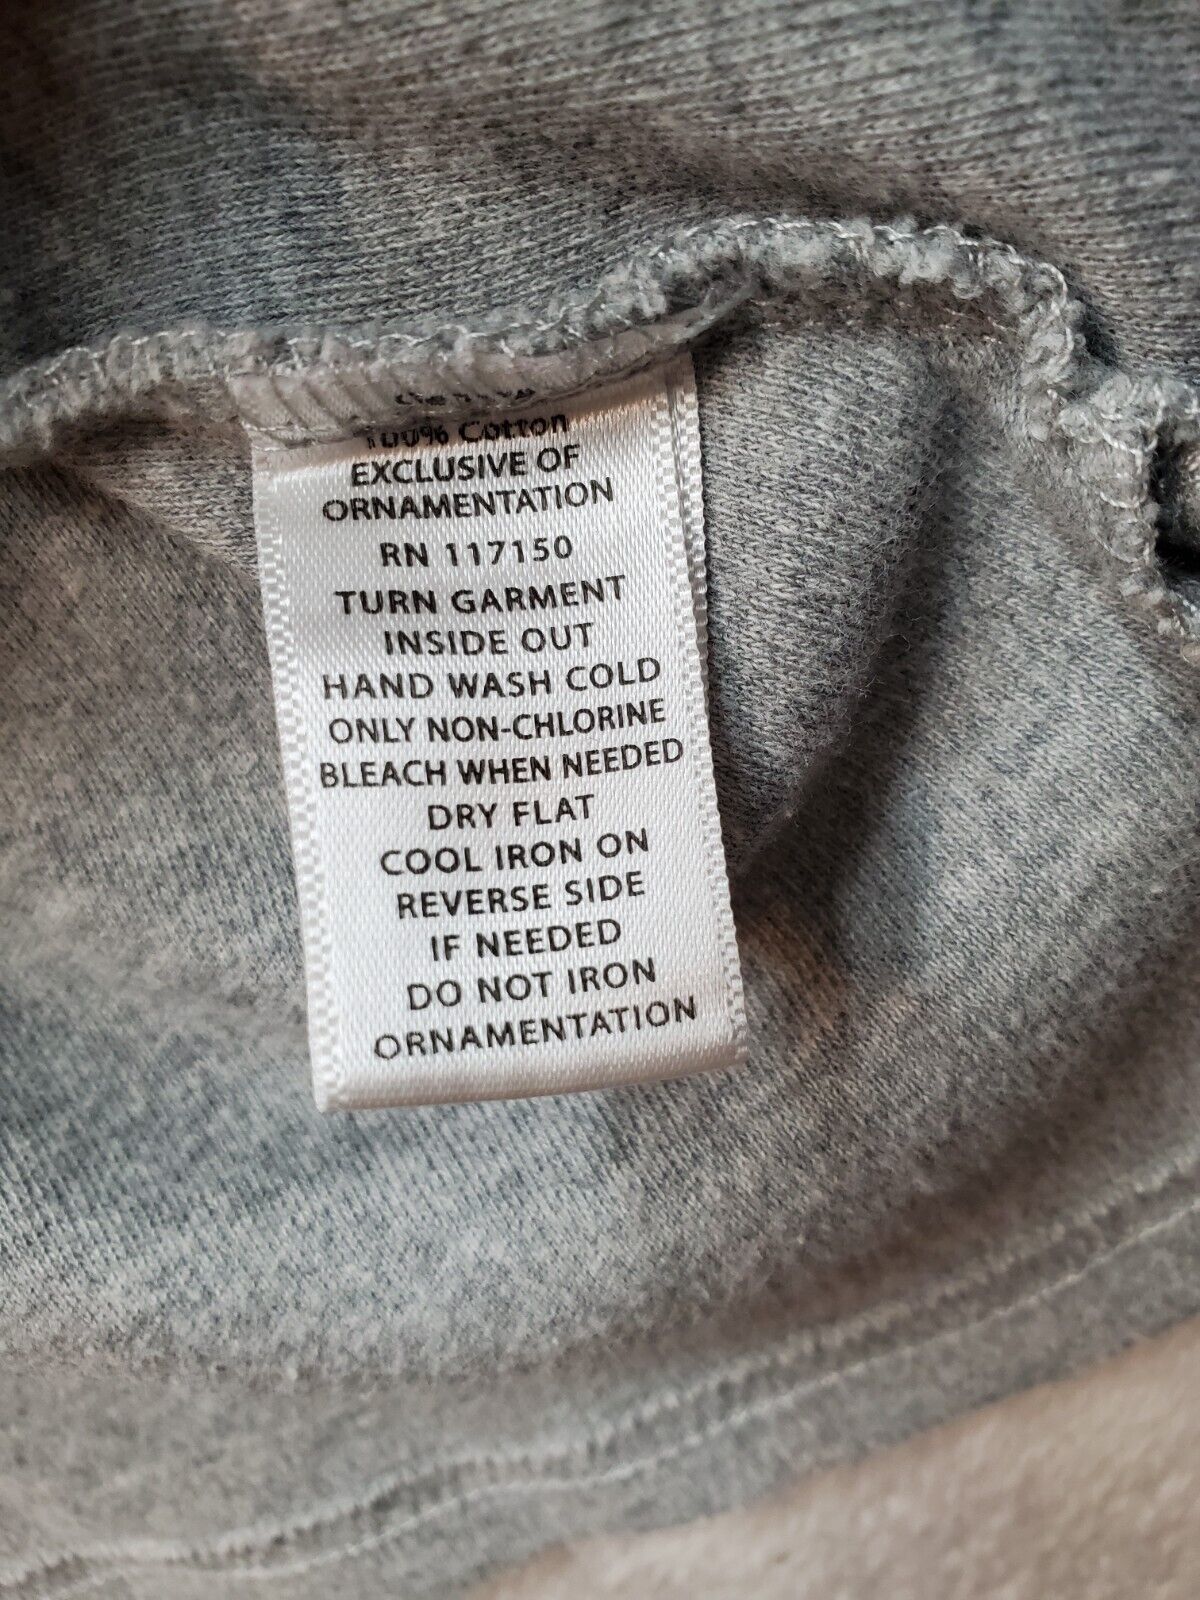 100% Cotton
EXCLUSIVE OF
ORNAMENTATION
RN 117150
TURN GARMENT
INSIDE OUT
HAND WASH COLD
ONLY NON-CHLORINE
BLEACH WHEN NEEDED
DRY FLAT
COOL IRON ON
REVERSE SIDE
IF NEEDED
DO NOT IRON
ORNAMENTATION